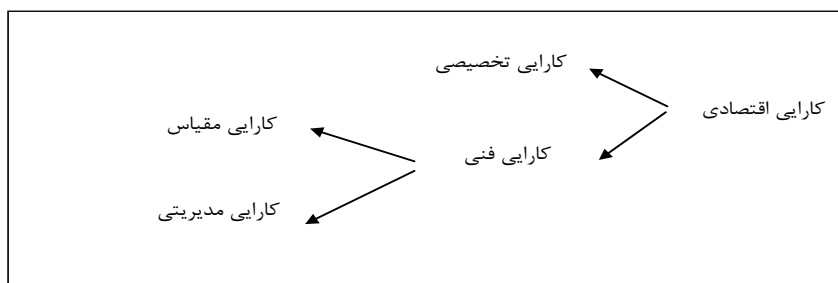 کارایی اقتصادی
کارایی تخصیصی
کارایی فنی
کارایی مقیاس
کارایی مدیریتی